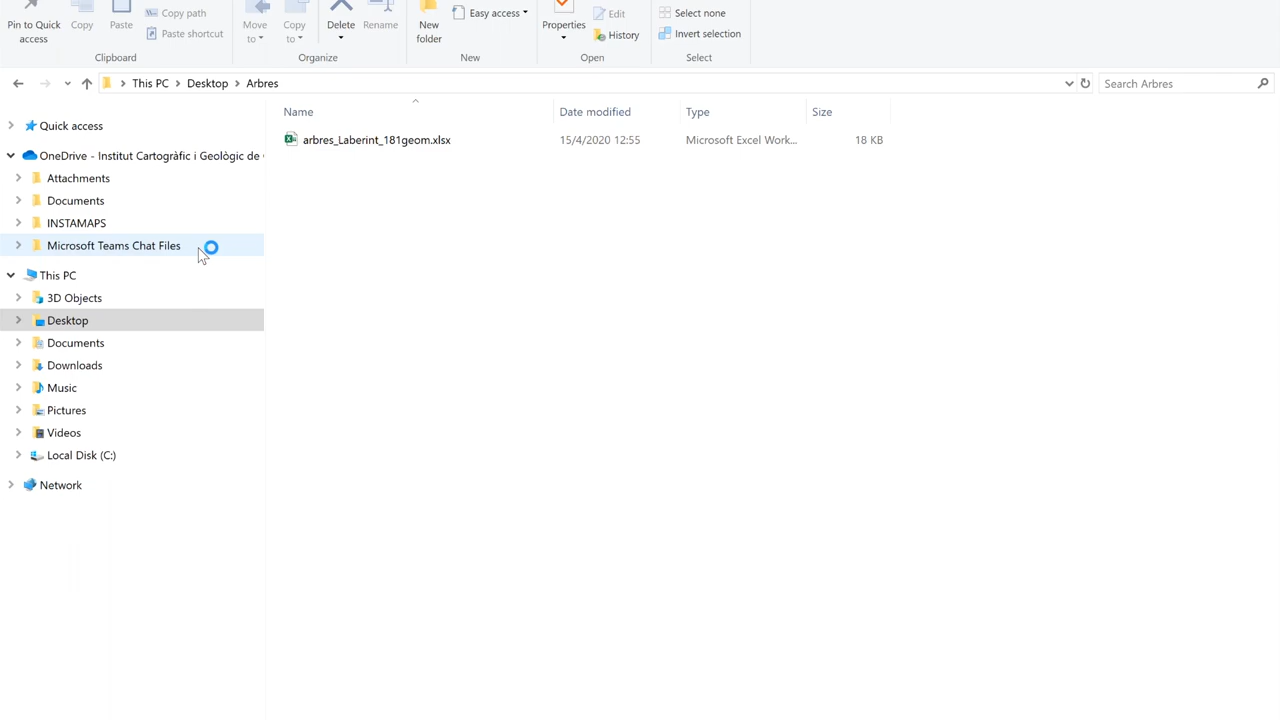 Pin to Quick access
Copy
Paste
Copy path
Paste shortcut
Clipboard
Move to
Copy to
Delete
Rename
Organize
New folder
Easy access
New
Properties
Edit
History
Open
Select none
Invert selection
Select
This PC > Desktop > Arbres
Search Arbres
Name
Date modified
Type
Size
arbres_Laberint_181geom.xlsx 15/4/2020 12:55 Microsoft Excel Work... 18 KB
Quick access
OneDrive - Institut Cartogràfic i Geològic de
Attachments
Documents
INSTAMAPS
Microsoft Teams Chat Files
This PC
3D Objects
Desktop
Documents
Downloads
Music
Pictures
Videos
Local Disk (C:)
Network